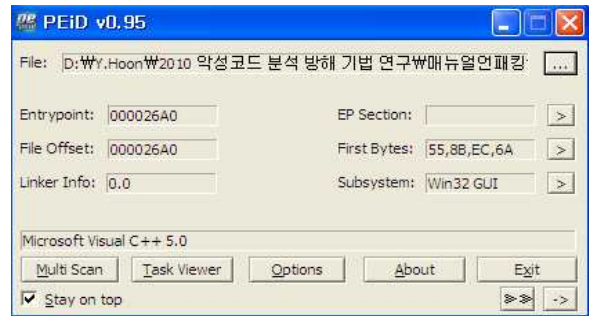 PEiD v0.95
File: D:₩Y.Hoon₩2010 악성코드 분석 방해 기법 연구₩매뉴얼언패킹 ...
Entrypoint: 000026A0 EP Section: >
File Offset: 000026A0 First Bytes: 55,8B,EC,6A >
Linker Info: 0.0 Subsystem: Win32 GUI >
Microsoft Visual C++ 5.0
Multi Scan Task Viewer Options About Exit
Stay on top >> ->